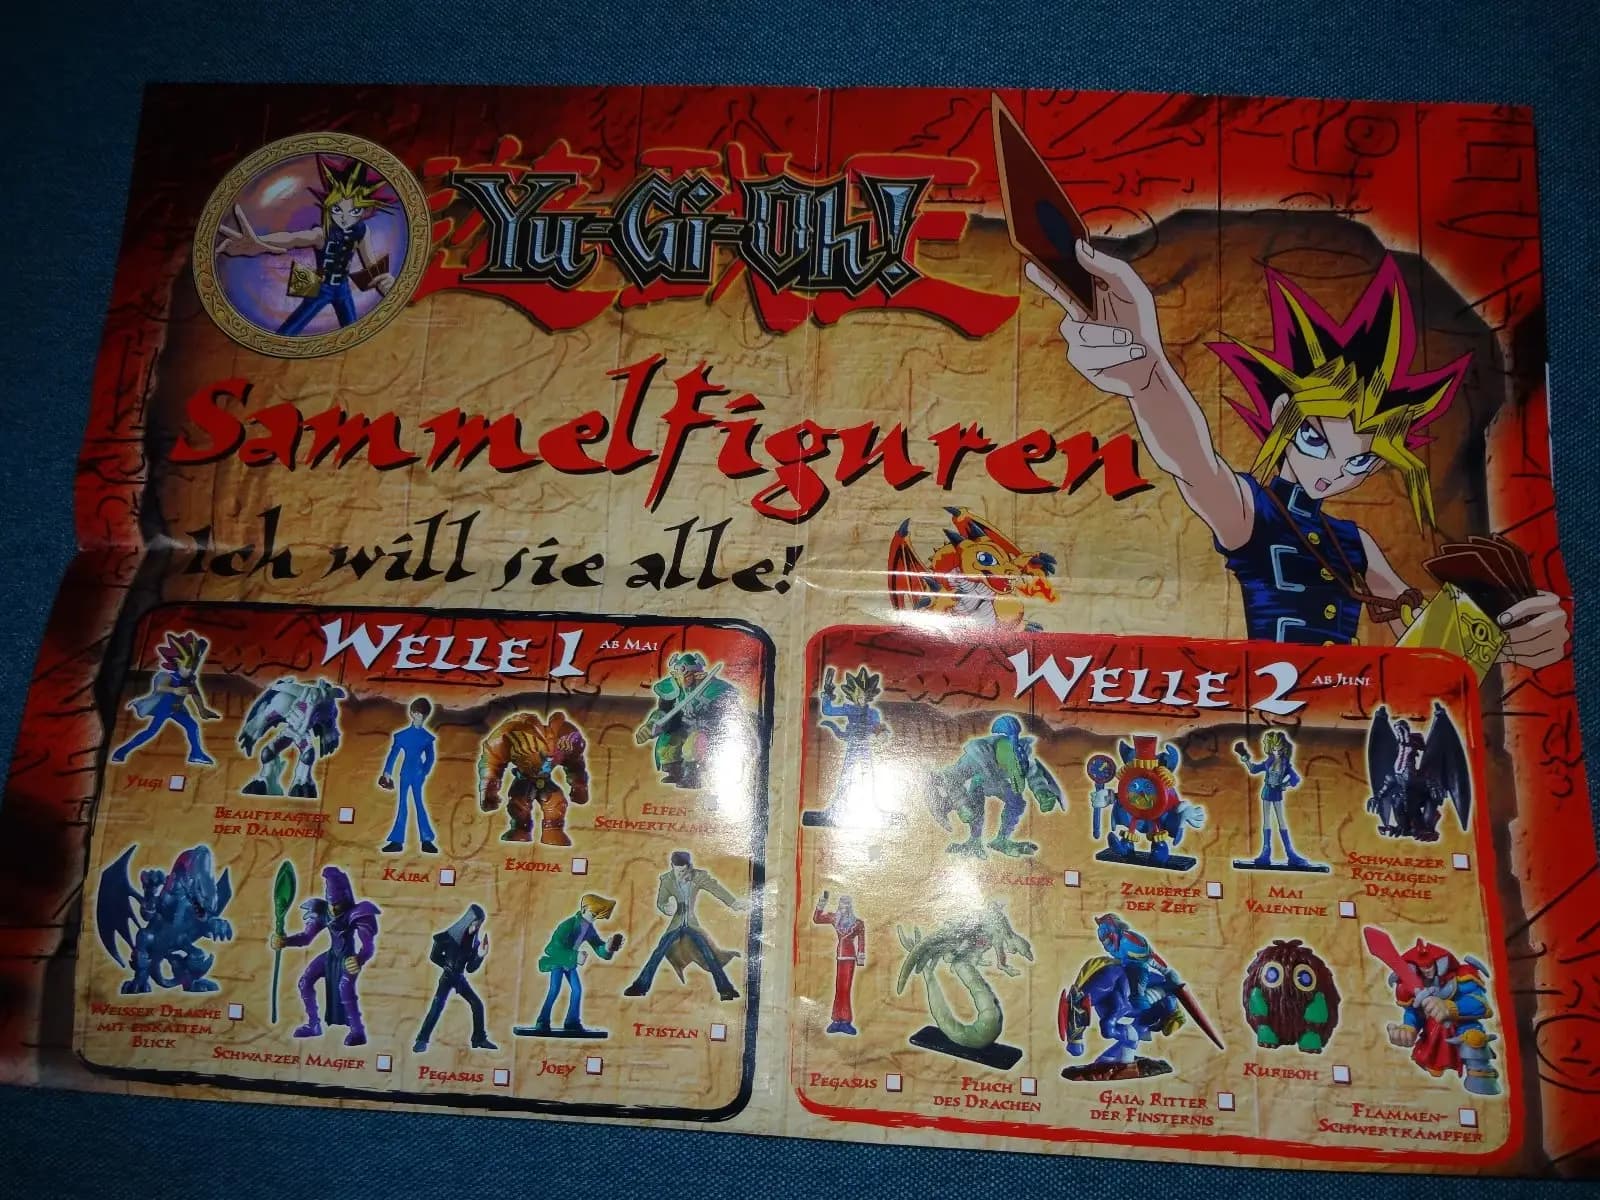 Yu-Gi-Oh!
Sammelfiguren
Ich will sie alle!
Welle 1 ab Mai
Yugi
Beauftragter
der Dämonen
Kaiba
Exodia
Elfen-
Weisser Drache
mit eiskaltem
Blick
Schwarzer Magier
Pegasus
Joey
Tristan
Welle 2 ab Juni
Kaiser
Zauberer
der Zeit
Mai
Valentine
Schwarzer
Rotaugen-
Drache
Pegasus
Fluch
des Drachen
Gaia, Ritter
der Finsternis
Kuriboh
Flammen-
Schwertkämpfer